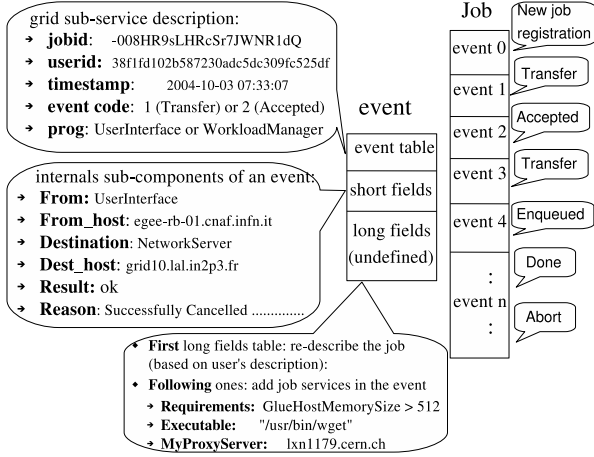 grid sub-service description:
➔ jobid: -008HR9sLHRcSr7JWNR1dQ
➔ userid: 38f1fd102b587230adc5dc309fc525df
➔ timestamp: 2004-10-03 07:33:07
➔ event code: 1 (Transfer) or 2 (Accepted)
➔ prog: UserInterface or WorkloadManager
internals sub-components of an event:
➔ From: UserInterface
➔ From_host: egee-rb-01.cnaf.infn.it
➔ Destination: NetworkServer
➔ Dest_host: grid10.lal.in2p3.fr
➔ Result: ok
➔ Reason: Successfully Cancelled .............
event
event table
short fields
long fields
(undefined)
◆ First long fields table: re-describe the job
(based on user's description):
◆ Following ones: add job services in the event
➔ Requirements: GlueHostMemorySize > 512
➔ Executable: "/usr/bin/wget"
➔ MyProxyServer: lxn1179.cern.ch
Job
event 0
event 1
event 2
event 3
event 4
:
event n
:
New job
registration
Transfer
Accepted
Transfer
Enqueued
Done
Abort